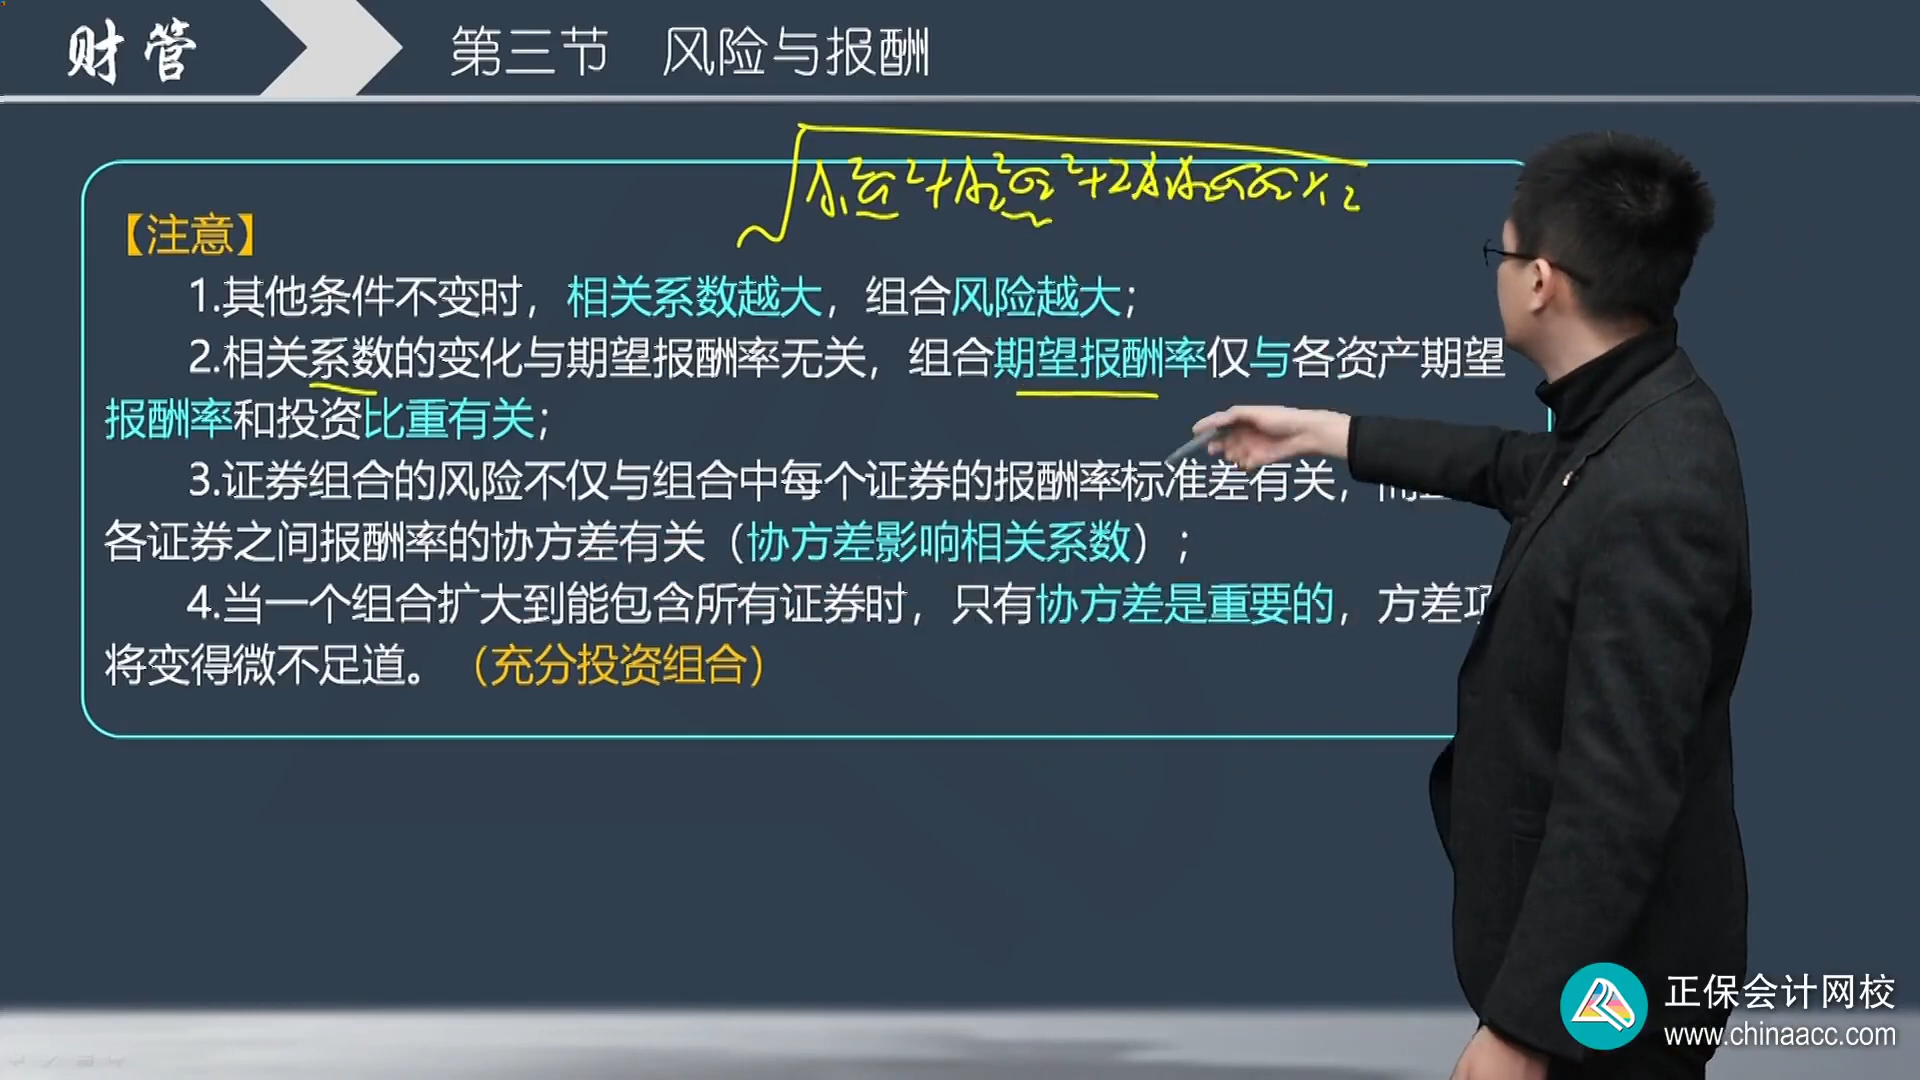 财管
第三节 风险与报酬
√A₁²σ₁²+A₂²σ₂²+2A₁A₂σ₁σ₂r₁₂
【注意】
1.其他条件不变时，相关系数越大，组合风险越大；
2.相关系数的变化与期望报酬率无关，组合期望报酬率仅与各资产期望
报酬率和投资比重有关；
3.证券组合的风险不仅与组合中每个证券的报酬率标准差有关，而且
各证券之间报酬率的协方差有关（协方差影响相关系数）；
4.当一个组合扩大到能包含所有证券时，只有协方差是重要的，方差项
将变得微不足道。（充分投资组合）
正保会计网校
www.chinaacc.com